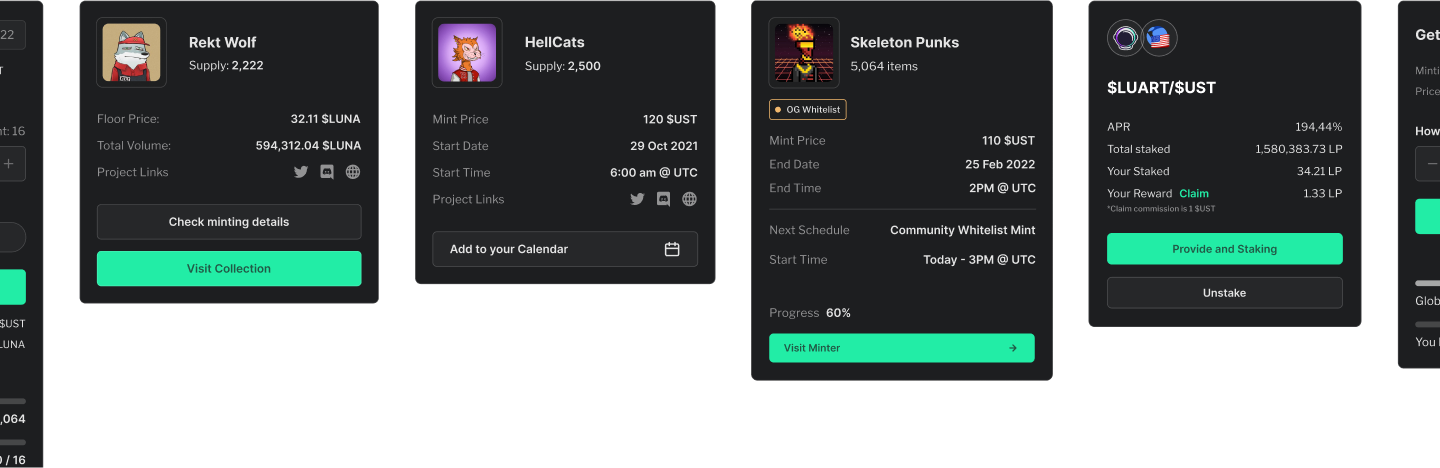 22
T
nt: 16
+
$UST
LUNA
,064
0 / 16
Rekt Wolf
Supply: 2,222
Floor Price: 32.11 $LUNA
Total Volume: 594,312.04 $LUNA
Project Links
Check minting details
Visit Collection
HellCats
Supply: 2,500
Mint Price 120 $UST
Start Date 29 Oct 2021
Start Time 6:00 am @ UTC
Project Links
Add to your Calendar
Skeleton Punks
5,064 items
OG Whitelist
Mint Price 110 $UST
End Date 25 Feb 2022
End Time 2PM @ UTC
Next Schedule Community Whitelist Mint
Start Time Today - 3PM @ UTC
Progress 60%
Visit Minter
$LUART/$UST
APR 194,44%
Total staked 1,580,383.73 LP
Your Staked 34.21 LP
Your Reward Claim 1.33 LP
*Claim commission is 1 $UST
Provide and Staking
Unstake
Get
Minti
Price
How
Glob
You